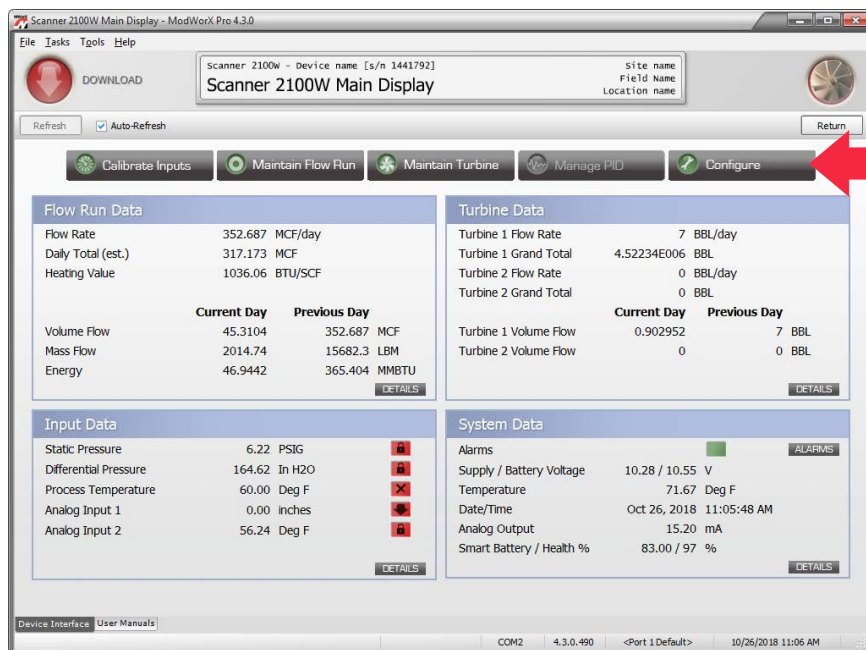 Scanner 2100W Main Display - ModWorX Pro 4.3.0
File Tasks Tools Help
DOWNLOAD
Scanner 2100W - Device name [s/n 1441792]
Scanner 2100W Main Display
Site name
Field Name
Location name
Refresh Auto-Refresh Return
Calibrate Inputs Maintain Flow Run Maintain Turbine Manage PID Configure
Flow Run Data
Flow Rate 352.687 MCF/day
Daily Total (est.) 317.173 MCF
Heating Value 1036.06 BTU/SCF
Current Day Previous Day
Volume Flow 45.3104 352.687 MCF
Mass Flow 2014.74 15682.3 LBM
Energy 46.9442 365.404 MMBTU
DETAILS
Turbine Data
Turbine 1 Flow Rate 7 BBL/day
Turbine 1 Grand Total 4.52234E006 BBL
Turbine 2 Flow Rate 0 BBL/day
Turbine 2 Grand Total 0 BBL
Current Day Previous Day
Turbine 1 Volume Flow 0.902952 7 BBL
Turbine 2 Volume Flow 0 0 BBL
DETAILS
Input Data
Static Pressure 6.22 PSIG
Differential Pressure 164.62 In H2O
Process Temperature 60.00 Deg F
Analog Input 1 0.00 inches
Analog Input 2 56.24 Deg F
DETAILS
System Data
Alarms ALARMS
Supply / Battery Voltage 10.28 / 10.55 V
Temperature 71.67 Deg F
Date/Time Oct 26, 2018 11:05:48 AM
Analog Output 15.20 mA
Smart Battery / Health % 83.00 / 97 %
DETAILS
Device Interface User Manuals
COM2 4.3.0.490 <Port 1 Default> 10/26/2018 11:06 AM